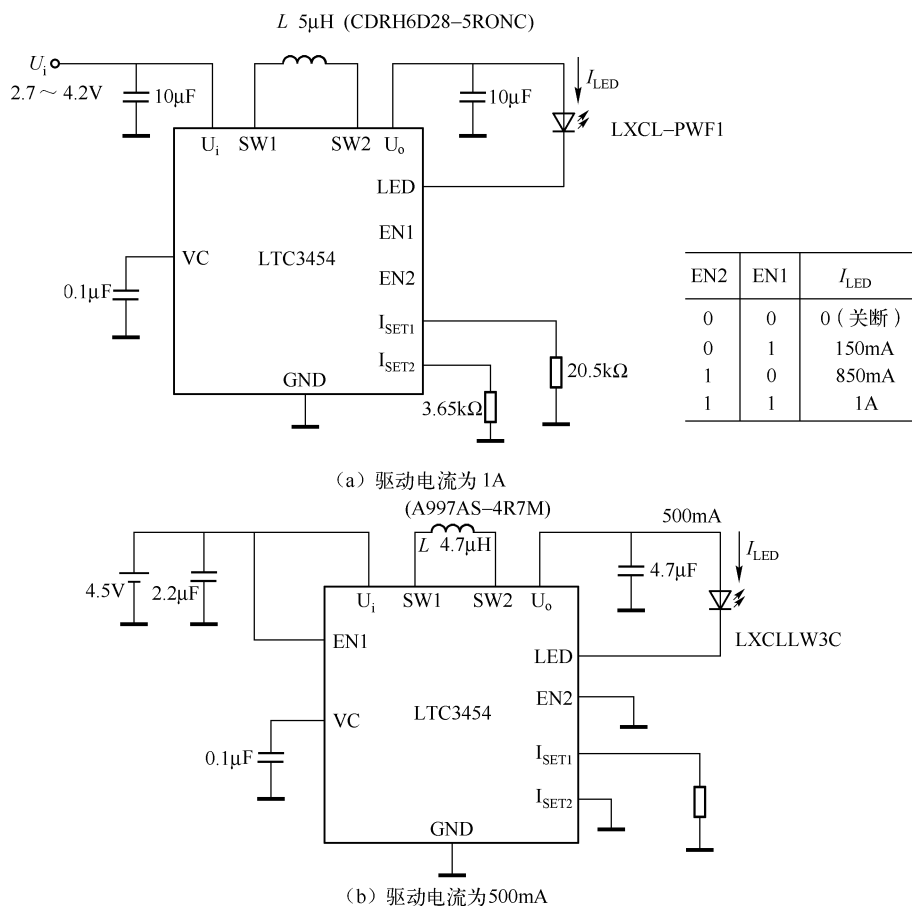 L 5μH (CDRH6D28–5RONC)
Ui
2.7～4.2V
10μF
10μF
ILED
LXCL–PWF1
Ui SW1 SW2 Uo
LED
EN1
VC
LTC3454
EN2
0.1μF
ISET1
ISET2
20.5kΩ
GND
3.65kΩ
EN2 EN1 ILED
0 0 0（关断）
0 1 150mA
1 0 850mA
1 1 1A
（a）驱动电流为 1A
(A997AS–4R7M)
L 4.7μH
500mA
ILED
4.5V
2.2μF
4.7μF
Ui SW1 SW2 Uo
LXCLLW3C
EN1
LED
EN2
VC
LTC3454
0.1μF
ISET1
ISET2
GND
（b）驱动电流为500mA